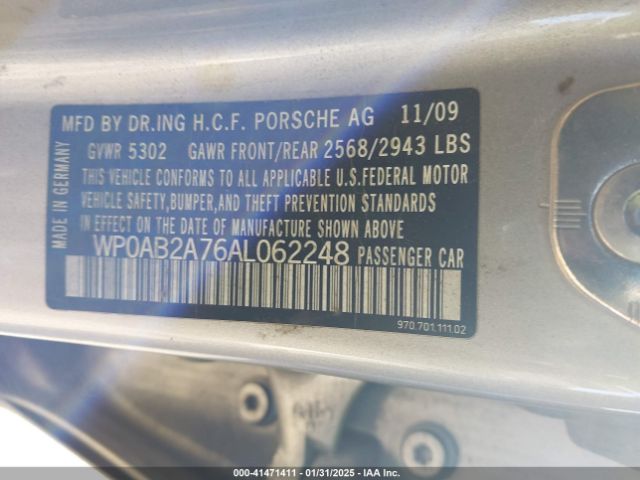 MFD BY DR.ING H.C.F. PORSCHE AG 11/09
GVWR 5302 GAWR FRONT/REAR 2568/2943 LBS
THIS VEHICLE CONFORMS TO ALL APPLICABLE U.S.FEDERAL MOTOR
VEHICLE SAFETY,BUMPER,AND THEFT PREVENTION STANDARDS
IN EFFECT ON THE DATE OF MANUFACTURE SHOWN ABOVE
WP0AB2A76AL062248 PASSENGER CAR
MADE IN GERMANY
970.701.111.02
000-41471411 - 01/31/2025 - IAA Inc.